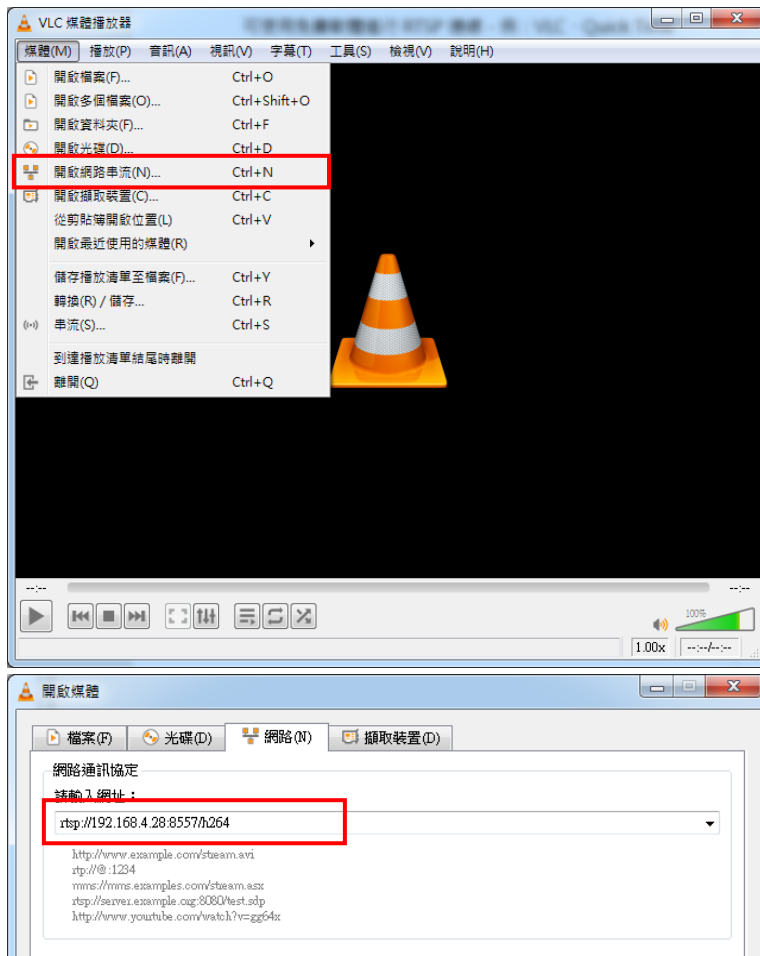 VLC 媒體播放器
媒體(M) 播放(P) 音訊(A) 視訊(V) 字幕(T) 工具(S) 檢視(V) 說明(H)
開啟檔案(F)... Ctrl+O
開啟多個檔案(O)... Ctrl+Shift+O
開啟資料夾(F)... Ctrl+F
開啟光碟(D)... Ctrl+D
開啟網路串流(N)... Ctrl+N
開啟擷取裝置(C)... Ctrl+C
從剪貼簿開啟位置(L) Ctrl+V
開啟最近使用的媒體(R)
儲存播放清單至檔案(F)... Ctrl+Y
轉換(R) / 儲存... Ctrl+R
串流(S)... Ctrl+S
到達播放清單結尾時離開
離開(Q) Ctrl+Q
--:-- --:--
100%
1.00x --:--/--:--
開啟媒體
檔案(F) 光碟(D) 網路(N) 擷取裝置(D)
網路通訊協定
請輸入網址：
rtsp://192.168.4.28:8557/h264
http://www.example.com/stream.avi
rtp://@:1234
mms://mms.examples.com/stream.asx
rtsp://server.example.org:8080/test.sdp
http://www.yourtube.com/watch?v=gg64x